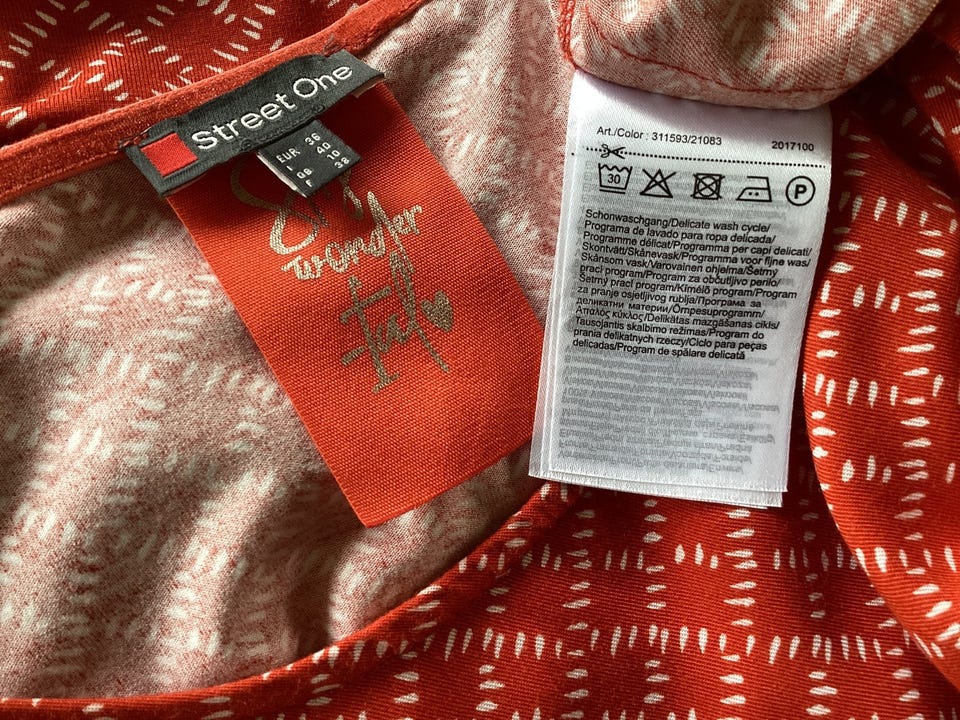 Street One
EUR 36
I 40
GB 10
F 38
Art./Color : 311593/21083
2017100
30
P
Schonwaschgang/Delicate wash cycle/
Programa de lavado para ropa delicada/
Programme délicat/Programma per capi delicati/
Skontvätt/Skånevask/Programma voor fijne was/
Skånsom vask/Varovainen ohjelma/Šetrný
prací program/Program za občutljivo perilo/
Šetrný prací program/Kímélő program/Program
za pranje osjetljivog rublja/Програма за
деликатни материи/Õrnpesuprogramm/
Απαλός κύκλος/Delikātas mazgāšanas cikls/
Tausojantis skalbimo režimas/Program do
prania delikatnych rzeczy/Ciclo para peças
delicadas/Program de spălare delicată